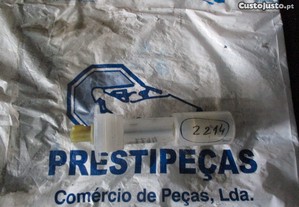 CustoJusto.pt
2214
PRESTIPEÇAS
Comércio de Peças, Lda.